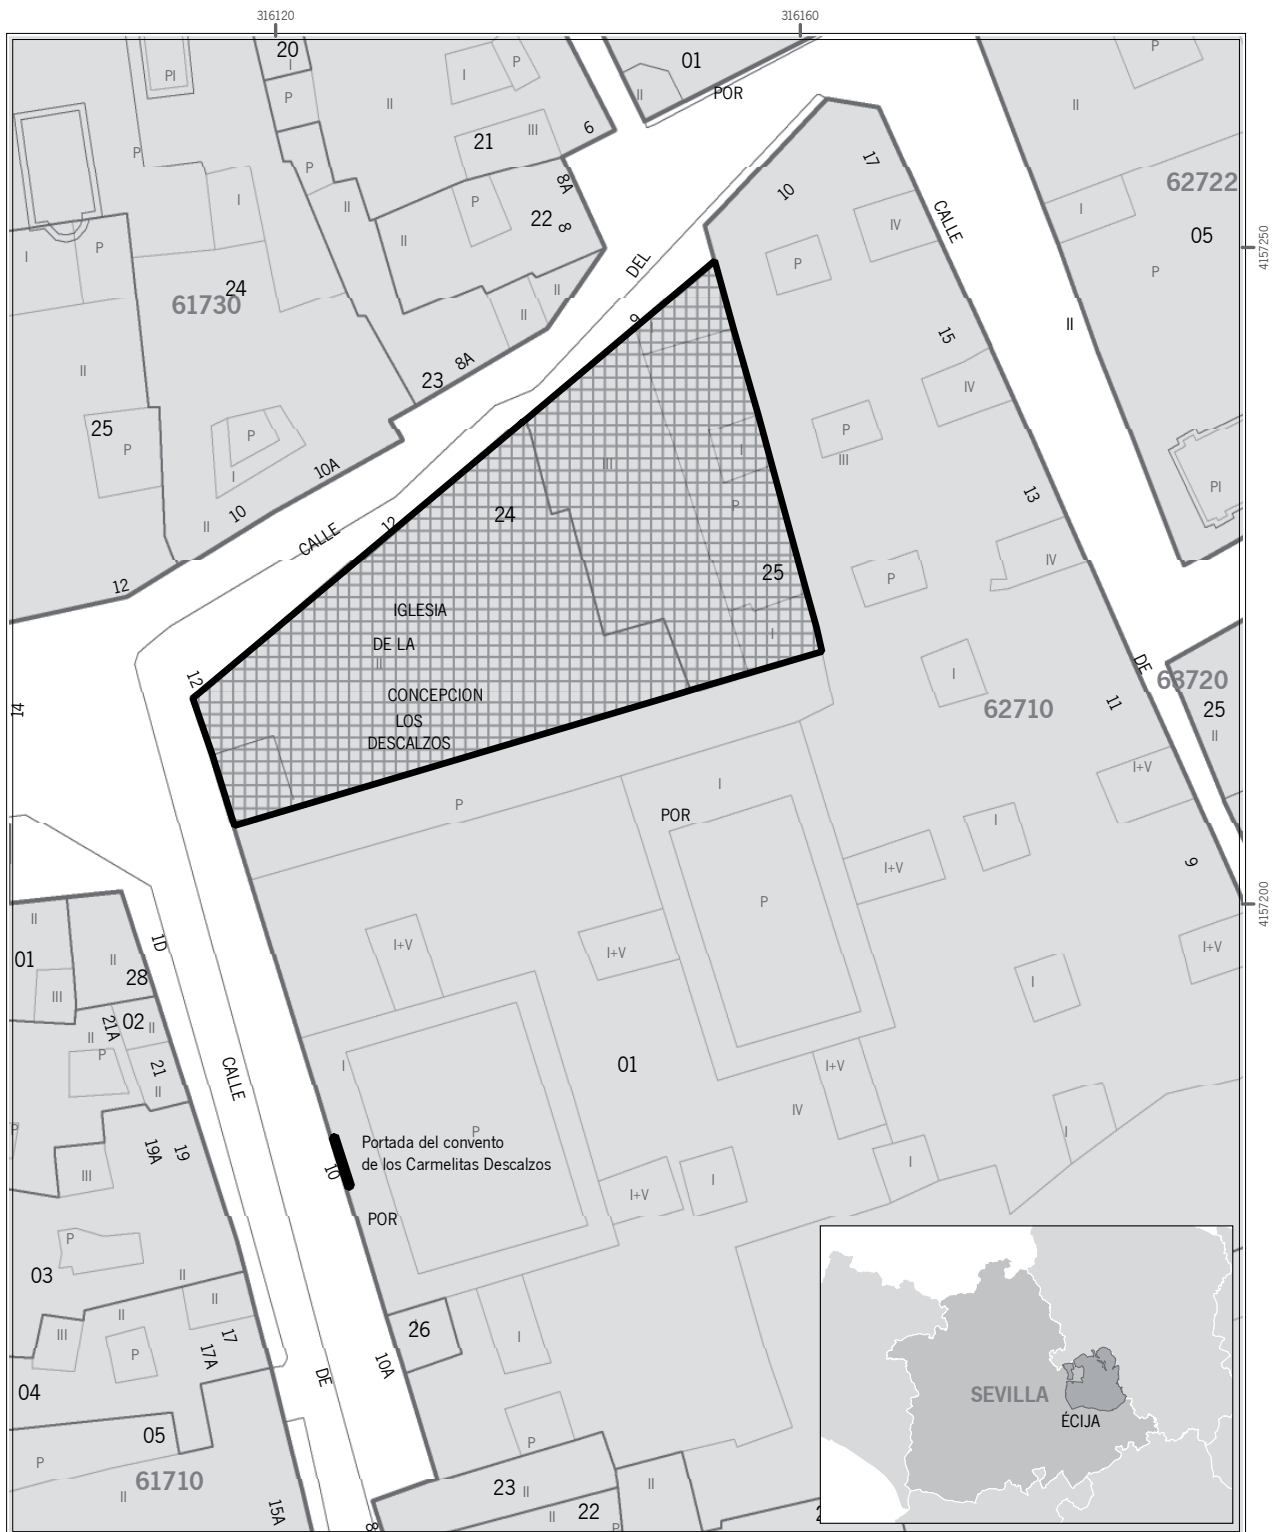 316120
316160
20
I
PI
I
P
01
P
II
P
II
II
POR
III
6
21
P
P
17
10
62722
8A
I
II
P
22
8
IV
CALLE
I
05
4157250
I
P
II
DEL
P
P
24
II
61730
II
9
II
15
II
8A
23
IV
25
P
P
P
III
I
III
10A
I
II
10
24
P
13
PI
12
CALLE
IV
25
P
12
IGLESIA
I
DE LA
II
DE
12
I
63720
CONCEPCION
62710
11
14
LOS
25
DESCALZOS
II
I+V
I
P
POR
I
9
I+V
P
4157200
II
I+V
I+V
I+V
1D
01
II
28
I
III
21A
02
II
II
P
CALLE
I
01
I+V
21
II
IV
P
P
I
19A
19
Portada del convento
I
III
10
de los Carmelitas Descalzos
I
I+V
POR
P
03
II
II
II
26
III
17
I
P
17A
10A
DE
04
SEVILLA
ÉCIJA
05
P
P
61710
23
II
II
II
15A
22
II
8
P